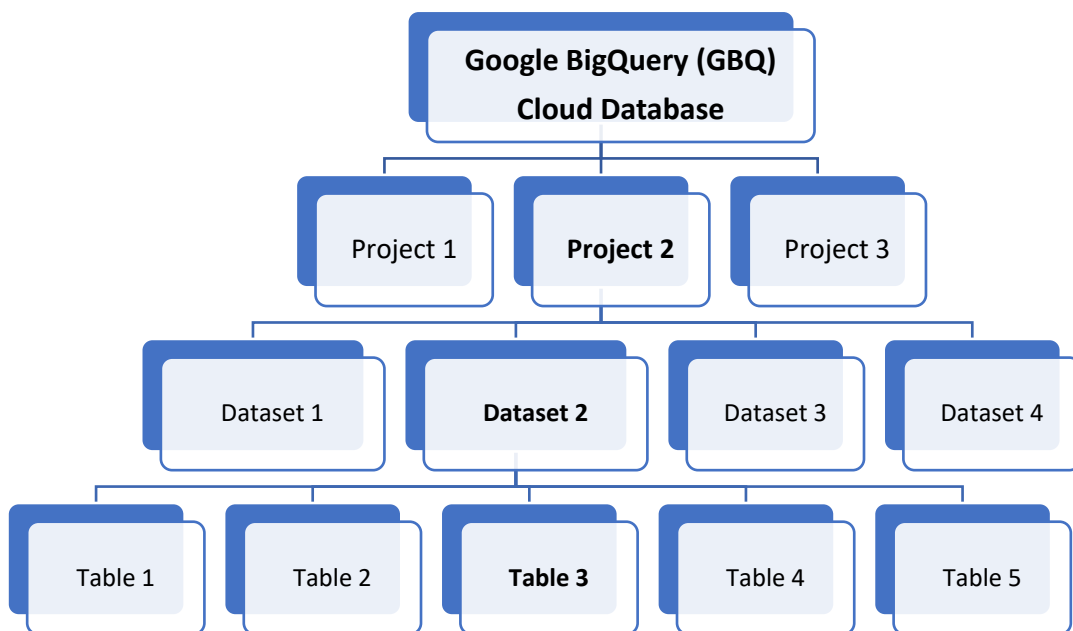 Google BigQuery (GBQ)
Cloud Database
Project 1
Project 2
Project 3
Dataset 1
Dataset 2
Dataset 3
Dataset 4
Table 1
Table 2
Table 3
Table 4
Table 5